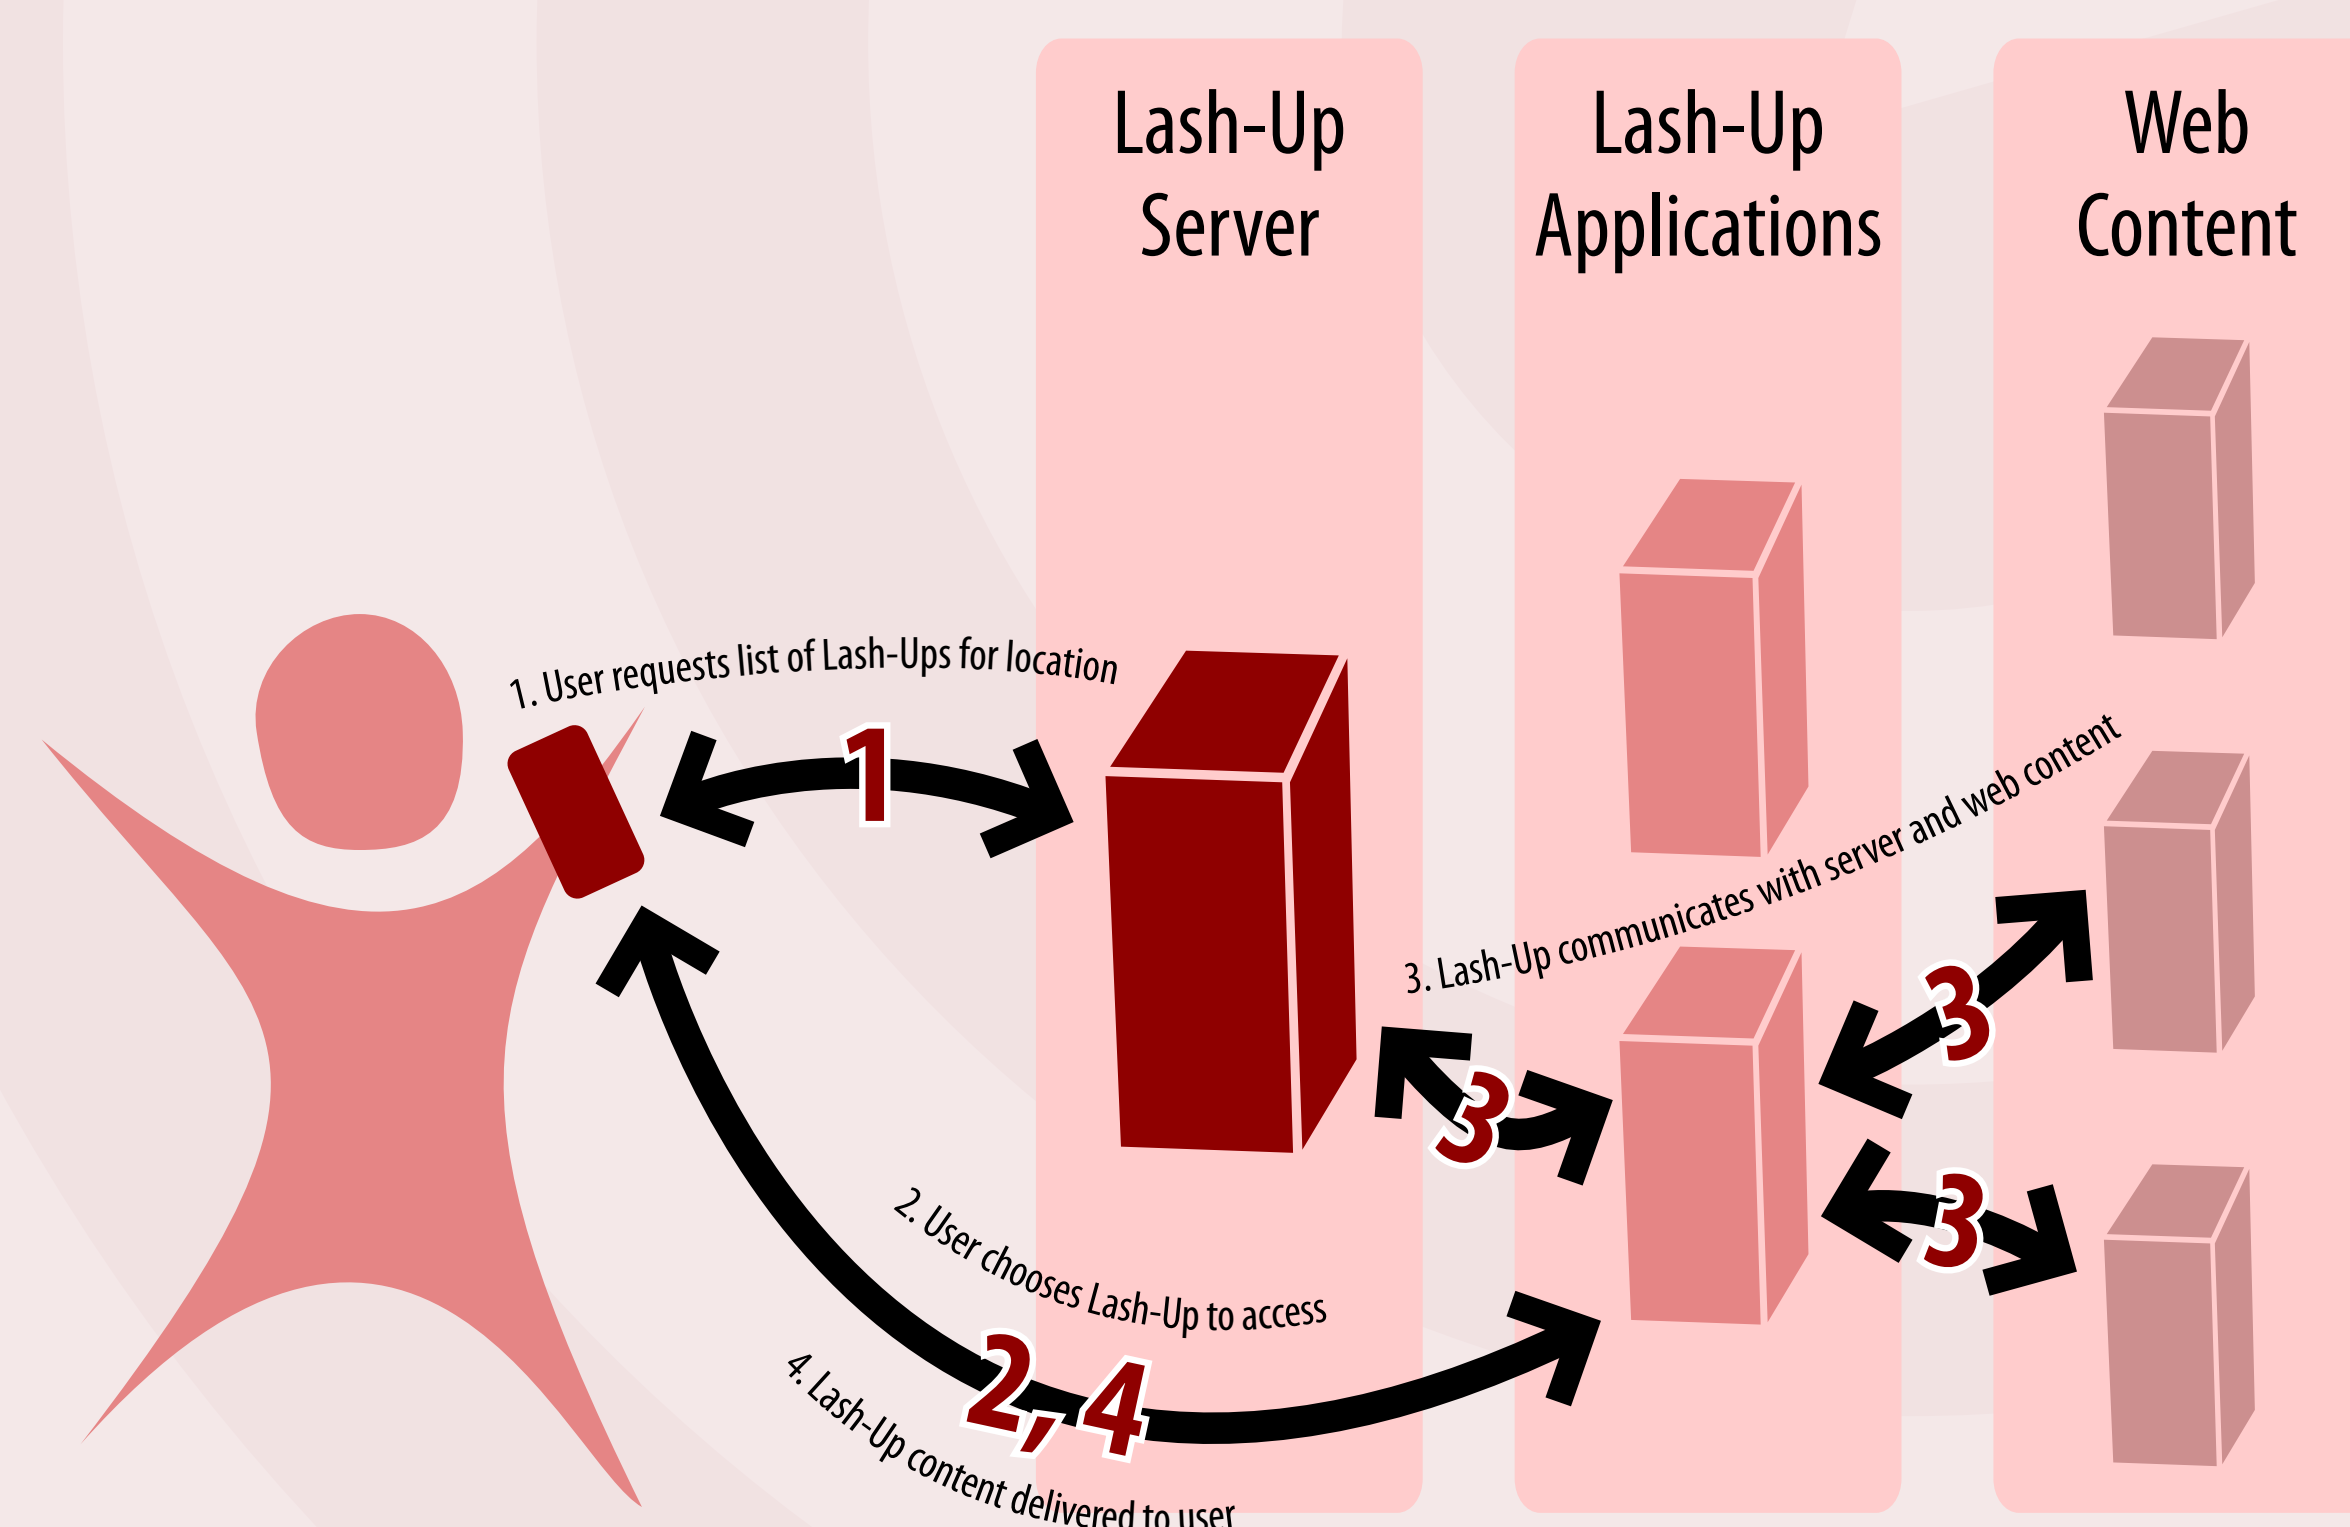 Lash-Up
Server
Lash-Up
Applications
Web
Content
1. User requests list of Lash-Ups for location
1
3. Lash-Up communicates with server and web content
3
3
3
2. User chooses Lash-Up to access
2,4
4. Lash-Up content delivered to user